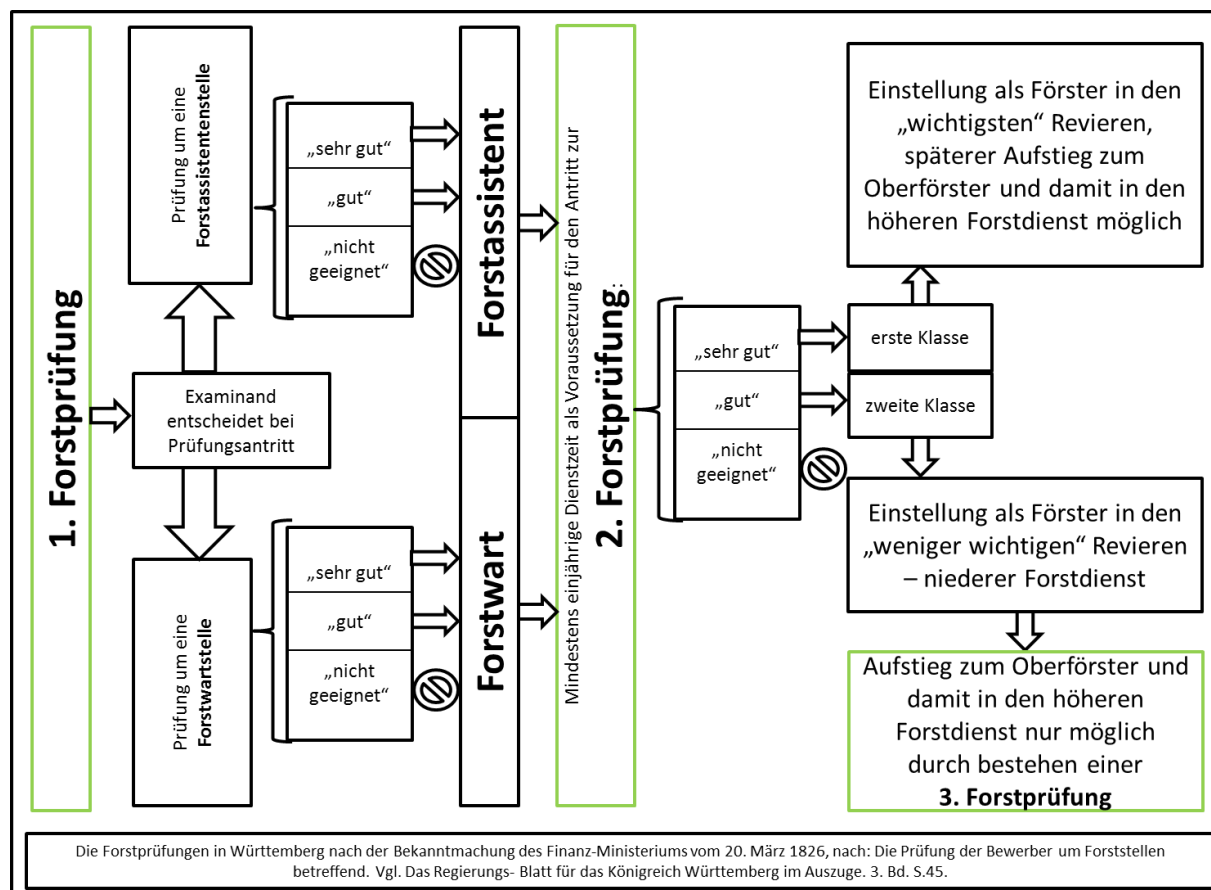 1. Forstprüfung
Examinand
entscheidet bei
Prüfungsantritt
Prüfung um eine
Forstassistentenstelle
„sehr gut“
„gut“
„nicht
geeignet“
Forstassistent
Prüfung um eine
Forstwartstelle
„sehr gut“
„gut“
„nicht
geeignet“
Forstwart
Mindestens einjährige Dienstzeit als Voraussetzung für den Antritt zur
2. Forstprüfung:
„sehr gut“
„gut“
„nicht
geeignet“
erste Klasse
zweite Klasse
Einstellung als Förster in den
„wichtigsten“ Revieren,
späterer Aufstieg zum
Oberförster und damit in den
höheren Forstdienst möglich
Einstellung als Förster in den
„weniger wichtigen“ Revieren
– niederer Forstdienst
Aufstieg zum Oberförster und
damit in den höheren
Forstdienst nur möglich
durch bestehen einer
3. Forstprüfung
Die Forstprüfungen in Württemberg nach der Bekanntmachung des Finanz-Ministeriums vom 20. März 1826, nach: Die Prüfung der Bewerber um Forststellen
betreffend. Vgl. Das Regierungs- Blatt für das Königreich Württemberg im Auszuge. 3. Bd. S.45.